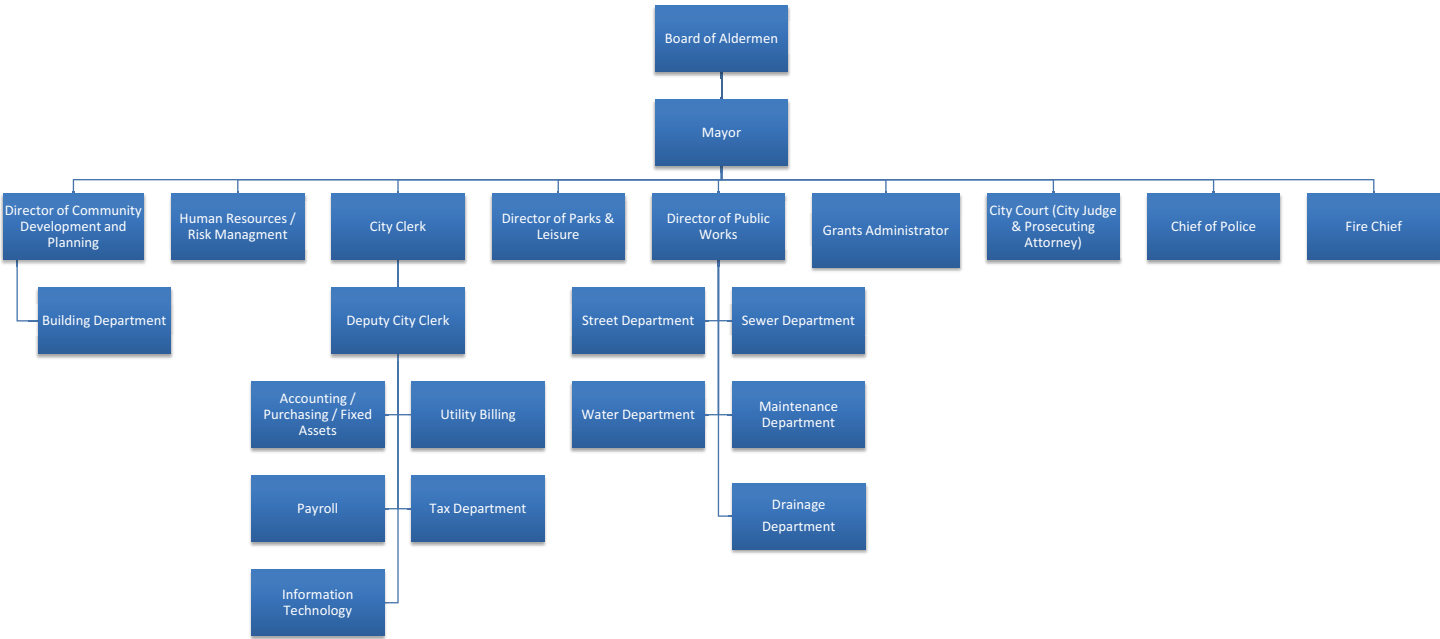 Board of Aldermen
Mayor
Director of Community
Development and
Planning
Human Resources /
Risk Managment
City Clerk
Director of Parks &
Leisure
Director of Public
Works
Grants Administrator
City Court (City Judge
& Prosecuting
Attorney)
Chief of Police
Fire Chief
Building Department
Deputy City Clerk
Street Department
Sewer Department
Accounting /
Purchasing / Fixed
Assets
Utility Billing
Water Department
Maintenance
Department
Payroll
Tax Department
Drainage
Department
Information
Technology